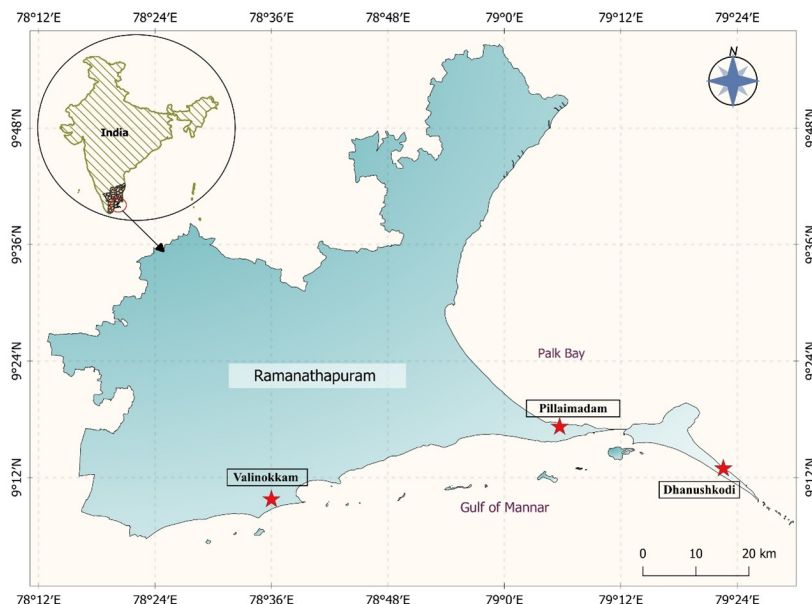 78°12'E 78°24'E 78°36'E 78°48'E 79°0'E 79°12'E 79°24'E
N
India
9°48'N 9°48'N
9°36'N 9°36'N
9°24'N 9°24'N
Palk Bay
Ramanathapuram
Pillaimadam
9°12'N 9°12'N
Valinokkam
Dhanushkodi
Gulf of Mannar
0 10 20 km
78°12'E 78°24'E 78°36'E 78°48'E 79°0'E 79°12'E 79°24'E